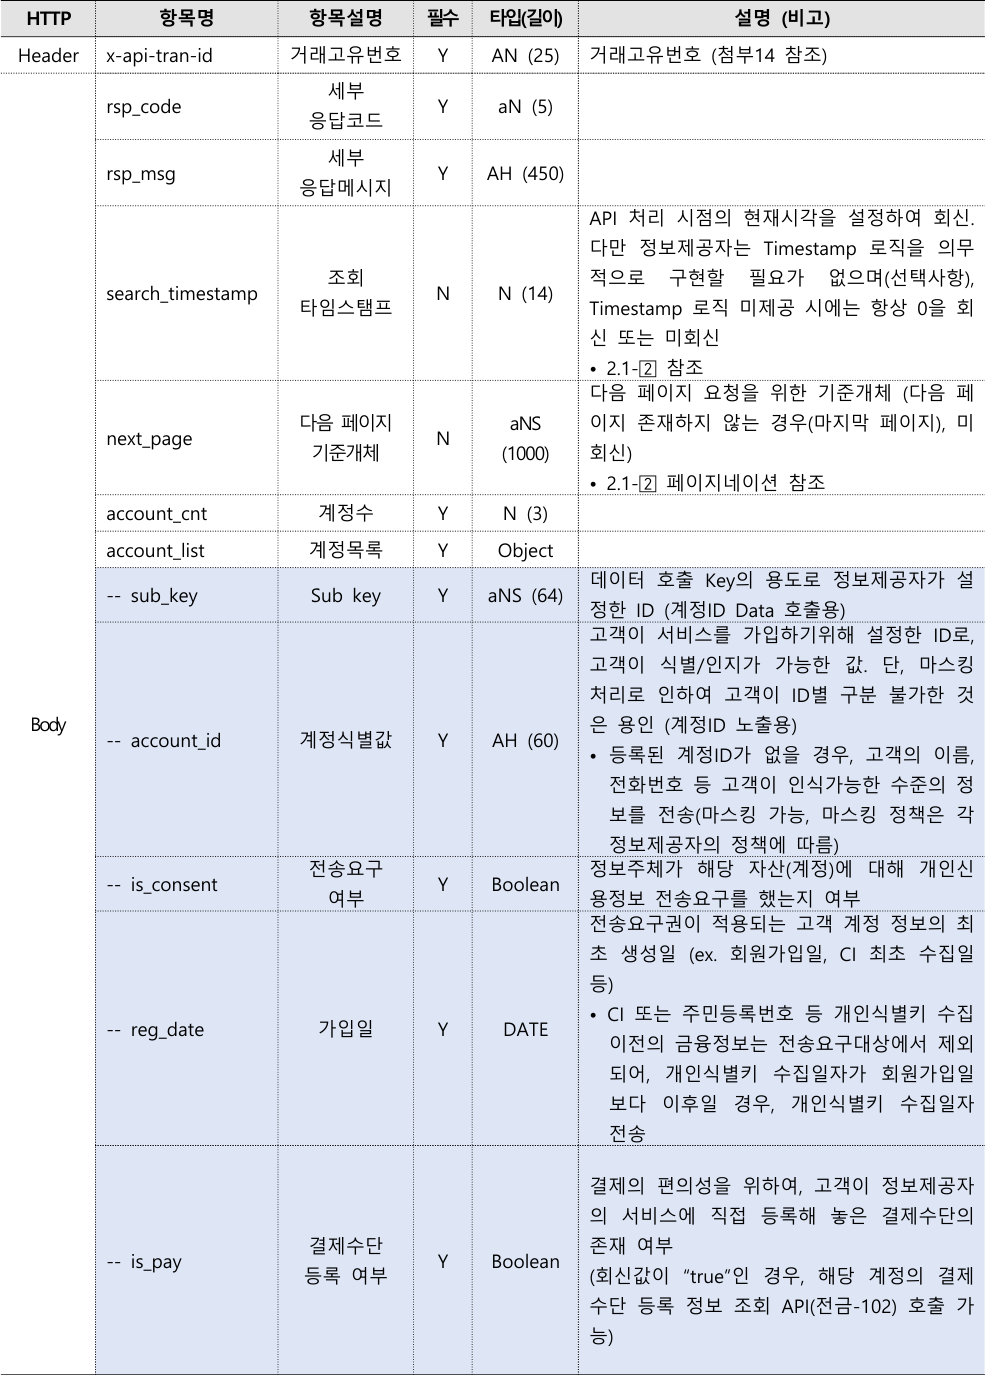 HTTP 항목명 항목설명 필수 타입(길이) 설명 (비고)
Header x-api-tran-id 거래고유번호 Y AN (25) 거래고유번호 (첨부14 참조)
Body
rsp_code
세부
응답코드
Y
aN (5)
rsp_msg
세부
응답메시지
Y
AH (450)
search_timestamp
조회
타임스탬프
N
N (14)
API 처리 시점의 현재시각을 설정하여 회신.
다만 정보제공자는 Timestamp 로직을 의무
적으로 구현할 필요가 없으며(선택사항),
Timestamp 로직 미제공 시에는 항상 0을 회
신 또는 미회신
• 2.1-2 참조
next_page
다음 페이지
기준개체
N
aNS
(1000)
다음 페이지 요청을 위한 기준개체 (다음 페
이지 존재하지 않는 경우(마지막 페이지), 미
회신)
• 2.1-2 페이지네이션 참조
account_cnt 계정수 Y N (3)
account_list 계정목록 Y Object
-- sub_key Sub key Y aNS (64)
데이터 호출 Key의 용도로 정보제공자가 설
정한 ID (계정ID Data 호출용)
-- account_id 계정식별값 Y AH (60)
고객이 서비스를 가입하기위해 설정한 ID로,
고객이 식별/인지가 가능한 값. 단, 마스킹
처리로 인하여 고객이 ID별 구분 불가한 것
은 용인 (계정ID 노출용)
• 등록된 계정ID가 없을 경우, 고객의 이름,
전화번호 등 고객이 인식가능한 수준의 정
보를 전송(마스킹 가능, 마스킹 정책은 각
정보제공자의 정책에 따름)
-- is_consent
전송요구
여부
Y
Boolean
정보주체가 해당 자산(계정)에 대해 개인신
용정보 전송요구를 했는지 여부
-- reg_date 가입일 Y DATE
전송요구권이 적용되는 고객 계정 정보의 최
초 생성일 (ex. 회원가입일, CI 최초 수집일
등)
• CI 또는 주민등록번호 등 개인식별키 수집
이전의 금융정보는 전송요구대상에서 제외
되어, 개인식별키 수집일자가 회원가입일
보다 이후일 경우, 개인식별키 수집일자
전송
-- is_pay
결제수단
등록 여부
Y
Boolean
결제의 편의성을 위하여, 고객이 정보제공자
의 서비스에 직접 등록해 놓은 결제수단의
존재 여부
(회신값이 “true”인 경우, 해당 계정의 결제
수단 등록 정보 조회 API(전금-102) 호출 가
능)